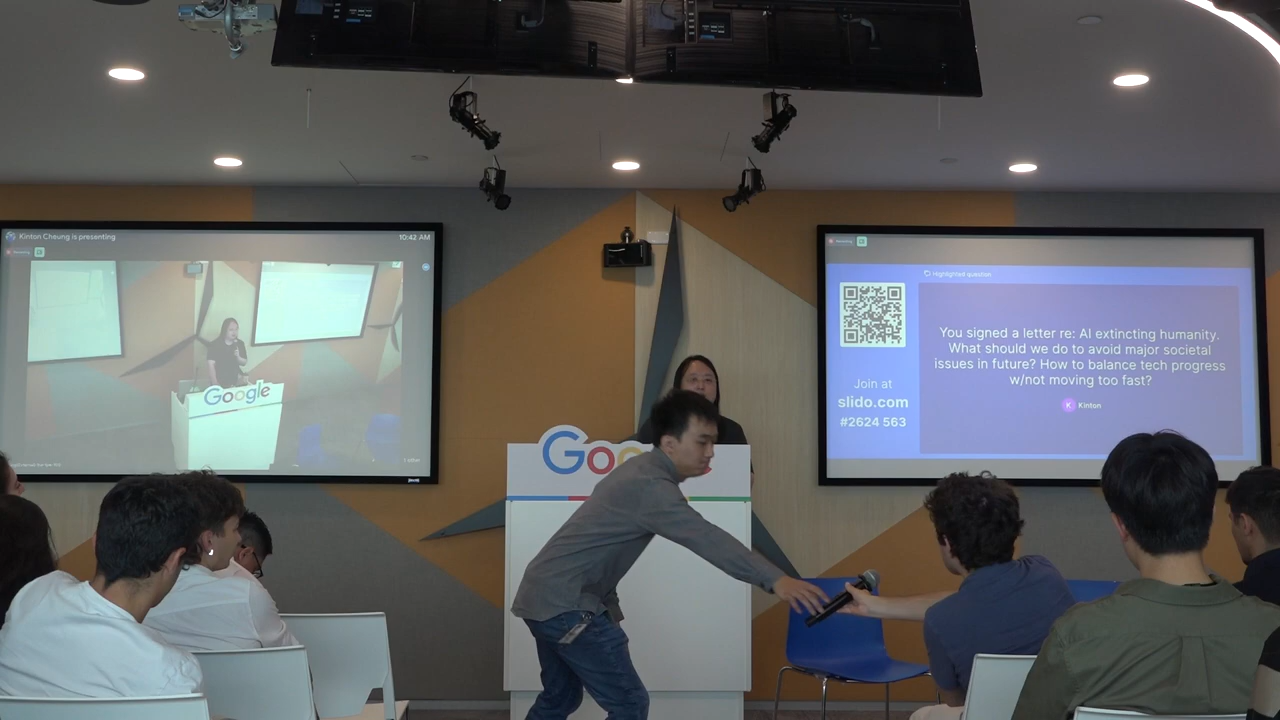 Kinton Cheung is presenting
10:42 AM
Google
Goo
Highlighted question
You signed a letter re: AI extincting humanity.
What should we do to avoid major societal
issues in future? How to balance tech progress
w/not moving too fast?
K Kinton
Join at
slido.com
#2624 563